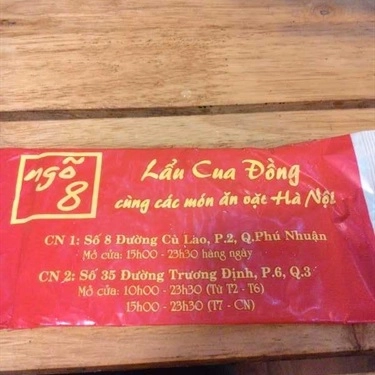 ngõ
8
Lẩu Cua Đồng
cùng các món ăn vặt Hà Nội
CN 1: Số 8 Đường Cù Lao, P.2, Q.Phú Nhuận
Mở cửa: 15h00 - 23h30 hàng ngày
CN 2: Số 35 Đường Trương Định, P.6, Q.3
Mở cửa: 10h00 - 23h30 (Từ T2 - T6)
15h00 - 23h30 (T7 - CN)